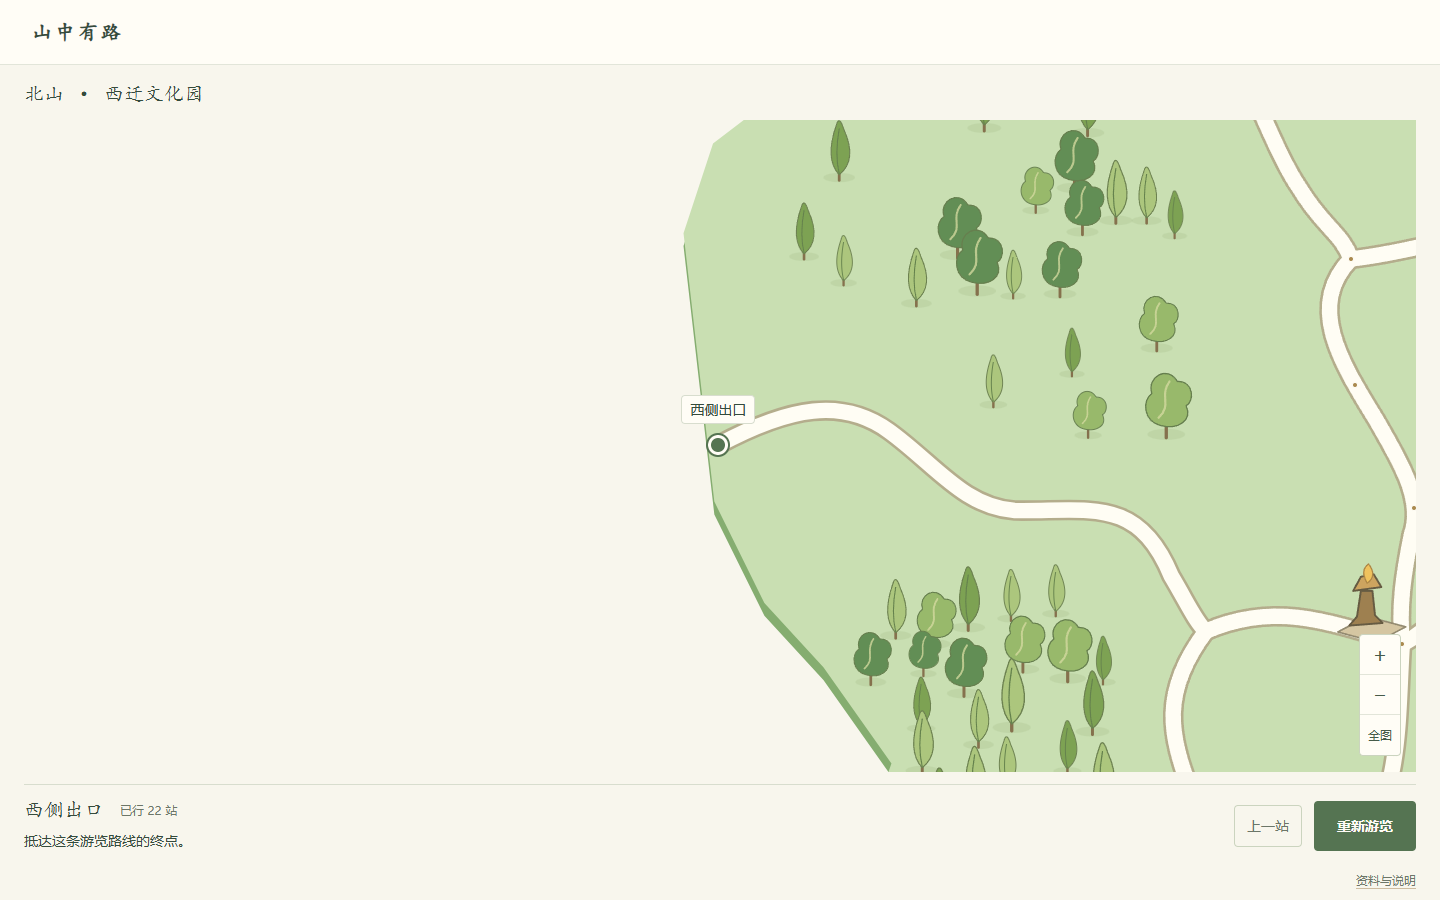 山中有路
北山 • 西迁文化园
西侧出口
+
−
全图
西侧出口 已行 22 站
抵达这条游览路线的终点。
上一站
重新游览
资料与说明